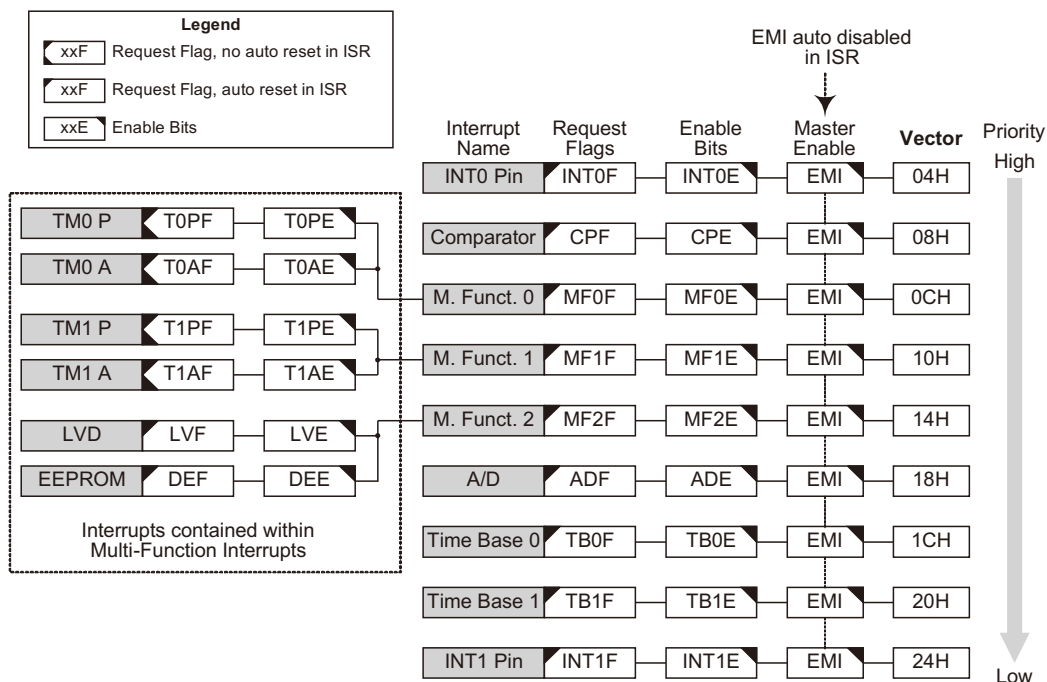 Legend
xxF Request Flag, no auto reset in ISR
xxF Request Flag, auto reset in ISR
xxE Enable Bits
EMI auto disabled
in ISR
Interrupt Name Request Flags Enable Bits Master Enable Vector Priority
High
INT0 Pin INT0F INT0E EMI 04H
TM0 P T0PF T0PE
Comparator CPF CPE EMI 08H
TM0 A T0AF T0AE
M. Funct. 0 MF0F MF0E EMI 0CH
TM1 P T1PF T1PE
M. Funct. 1 MF1F MF1E EMI 10H
TM1 A T1AF T1AE
M. Funct. 2 MF2F MF2E EMI 14H
LVD LVF LVE
EEPROM DEF DEE
A/D ADF ADE EMI 18H
Interrupts contained within
Multi-Function Interrupts
Time Base 0 TB0F TB0E EMI 1CH
Time Base 1 TB1F TB1E EMI 20H
INT1 Pin INT1F INT1E EMI 24H
Low